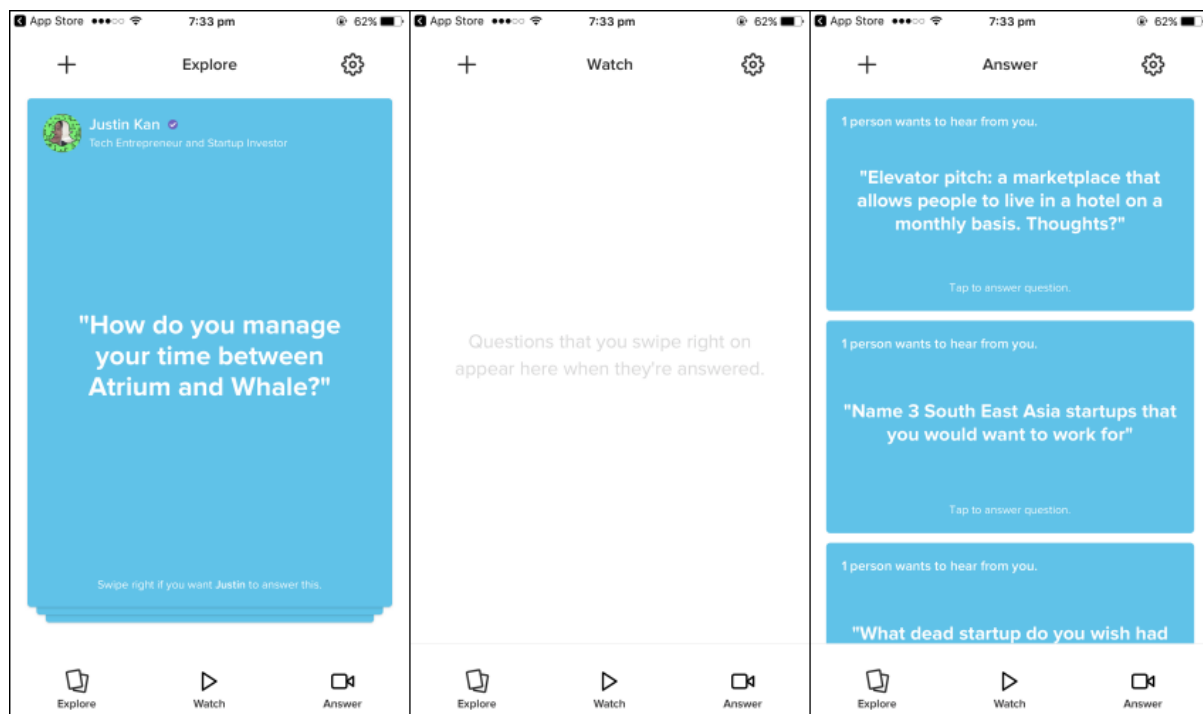 App Store 7:33 pm 62%
Explore
Justin Kan
Tech Entrepreneur and Startup Investor
"How do you manage
your time between
Atrium and Whale?"
Swipe right if you want Justin to answer this.
Explore Watch Answer
App Store 7:33 pm 62%
Watch
Questions that you swipe right on
appear here when they're answered.
Explore Watch Answer
App Store 7:33 pm 62%
Answer
1 person wants to hear from you.
"Elevator pitch: a marketplace that
allows people to live in a hotel on a
monthly basis. Thoughts?"
Tap to answer question.
1 person wants to hear from you.
"Name 3 South East Asia startups that
you would want to work for"
Tap to answer question.
1 person wants to hear from you.
"What dead startup do you wish had
Explore Watch Answer